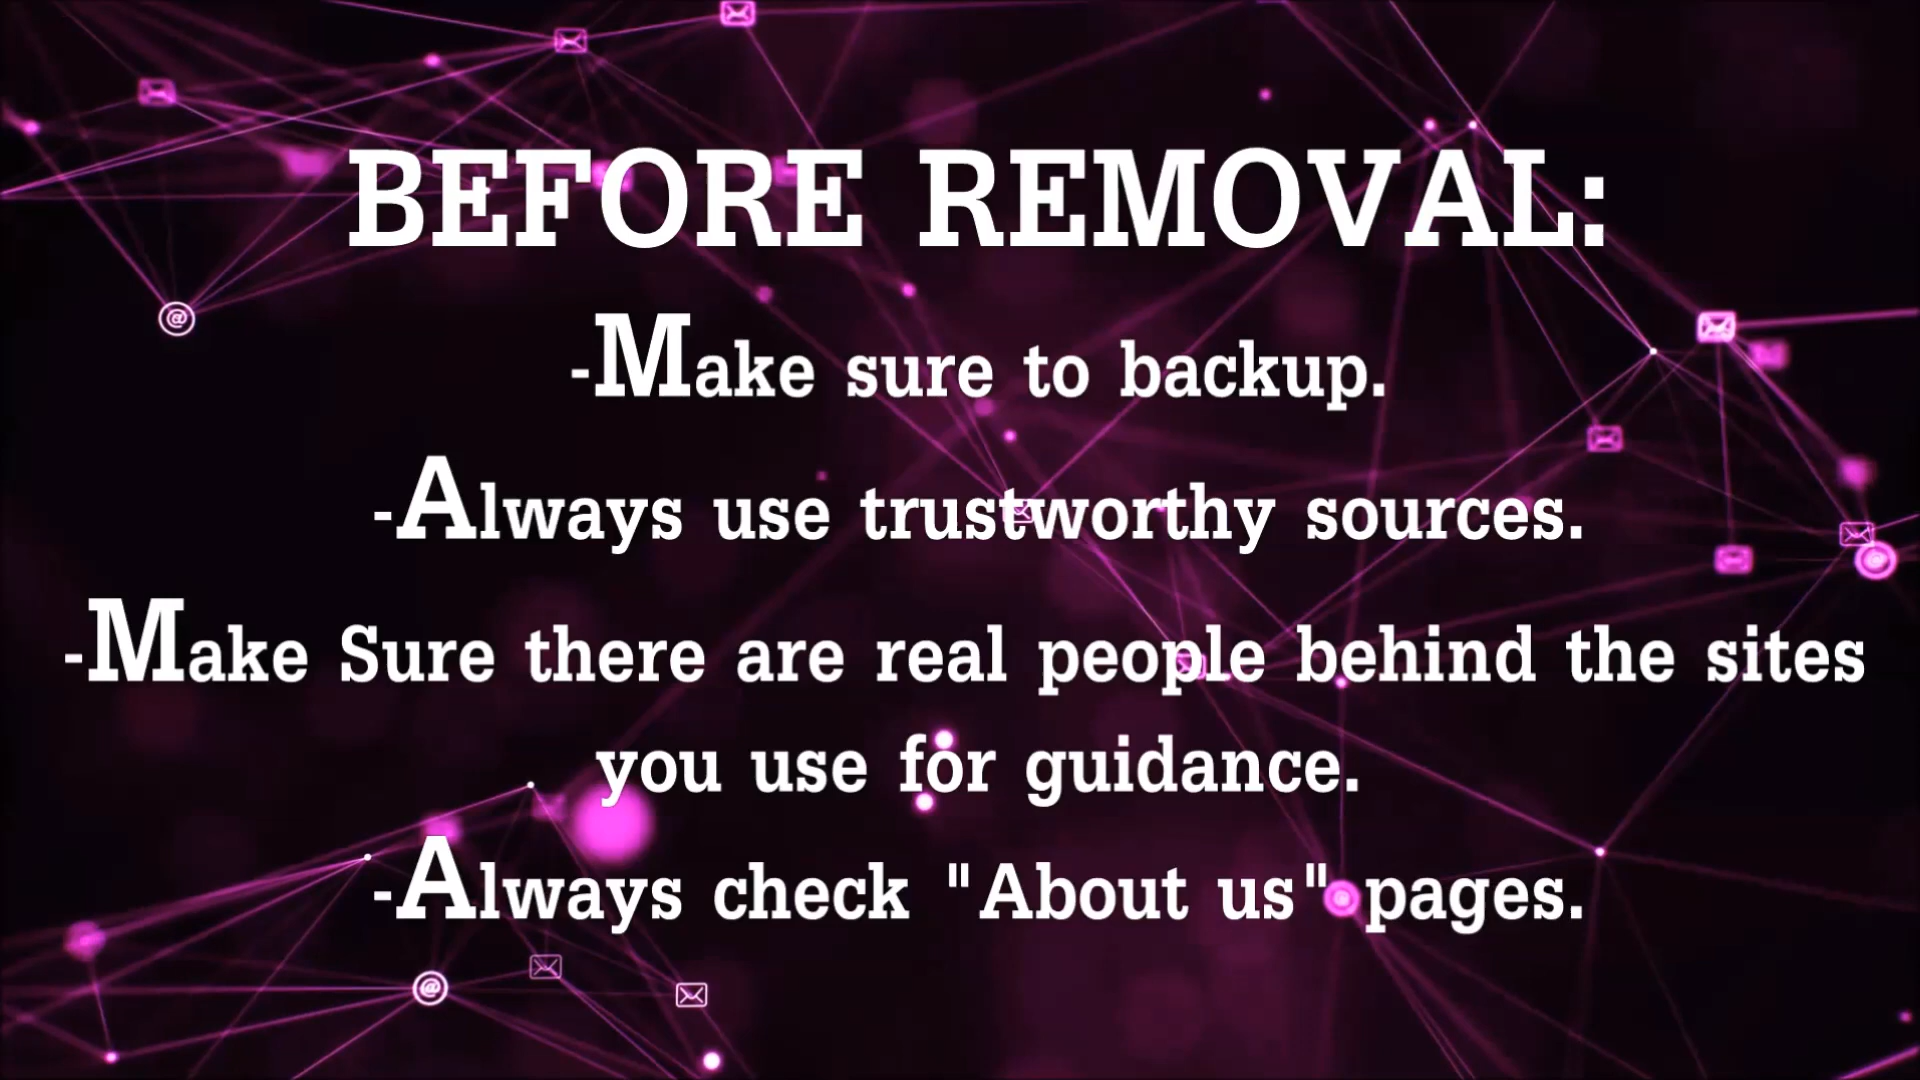 BEFORE REMOVAL:
-Make sure to backup.
-Always use trustworthy sources.
-Make Sure there are real people behind the sites
you use for guidance.
-Always check "About us" pages.